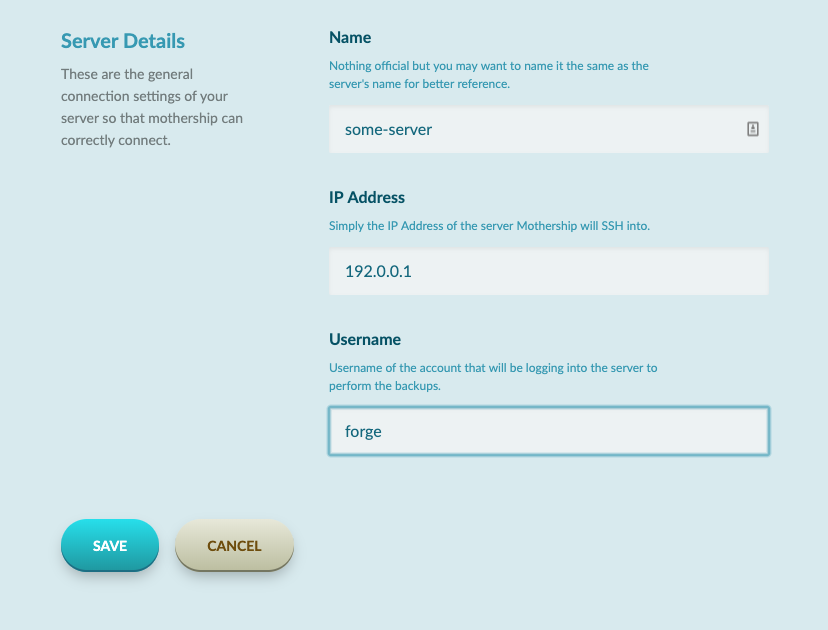 Server Details
These are the general
connection settings of your
server so that mothership can
correctly connect.
Name
Nothing official but you may want to name it the same as the
server's name for better reference.
some-server
IP Address
Simply the IP Address of the server Mothership will SSH into.
192.0.0.1
Username
Username of the account that will be logging into the server to
perform the backups.
forge
SAVE
CANCEL